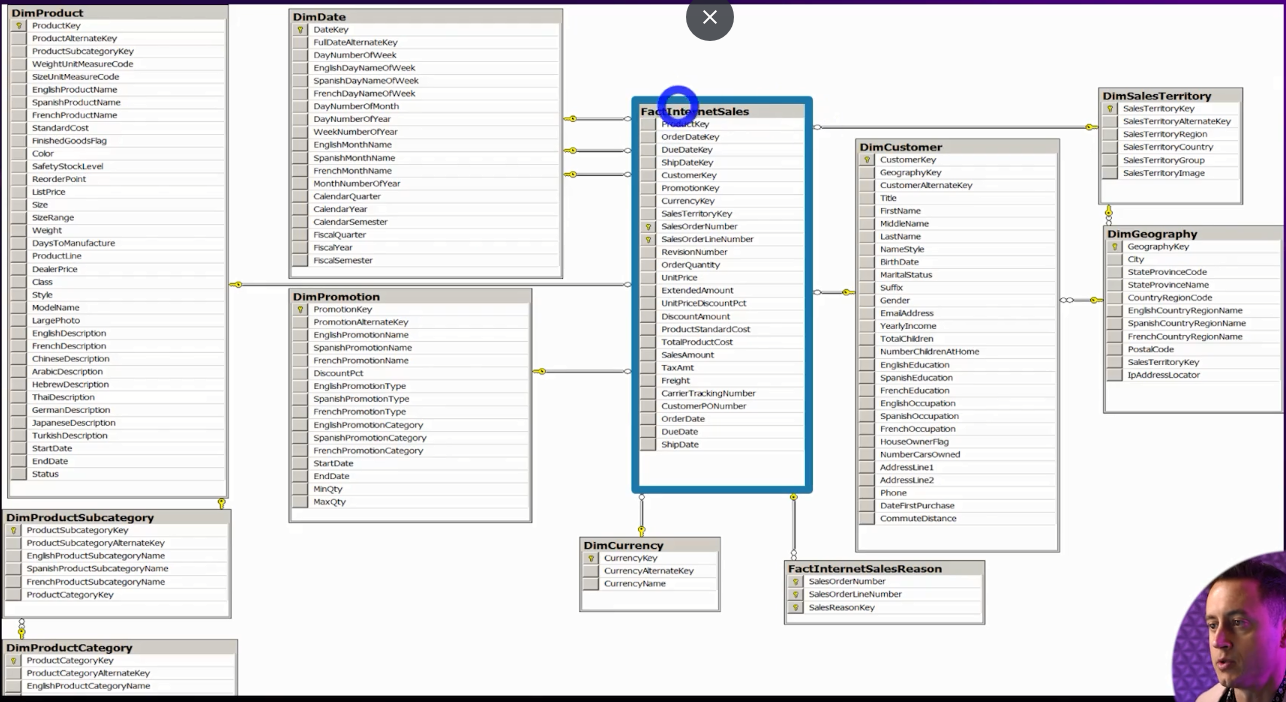 DimProduct
ProductKey
ProductAlternateKey
ProductSubcategoryKey
WeightUnitMeasureCode
SizeUnitMeasureCode
EnglishProductName
SpanishProductName
FrenchProductName
StandardCost
FinishedGoodsFlag
Color
SafetyStockLevel
ReorderPoint
ListPrice
Size
SizeRange
Weight
DaysToManufacture
ProductLine
DealerPrice
Class
Style
ModelName
LargePhoto
EnglishDescription
FrenchDescription
ChineseDescription
ArabicDescription
HebrewDescription
ThaiDescription
GermanDescription
JapaneseDescription
TurkishDescription
StartDate
EndDate
Status
DimProductSubcategory
ProductSubcategoryKey
ProductSubcategoryAlternateKey
EnglishProductSubcategoryName
SpanishProductSubcategoryName
FrenchProductSubcategoryName
ProductCategoryKey
DimProductCategory
ProductCategoryKey
ProductCategoryAlternateKey
EnglishProductCategoryName
DimDate
DateKey
FullDateAlternateKey
DayNumberOfWeek
EnglishDayNameOfWeek
SpanishDayNameOfWeek
FrenchDayNameOfWeek
DayNumberOfMonth
DayNumberOfYear
WeekNumberOfYear
EnglishMonthName
SpanishMonthName
FrenchMonthName
MonthNumberOfYear
CalendarQuarter
CalendarYear
CalendarSemester
FiscalQuarter
FiscalYear
FiscalSemester
DimPromotion
PromotionKey
PromotionAlternateKey
EnglishPromotionName
SpanishPromotionName
FrenchPromotionName
DiscountPct
EnglishPromotionType
SpanishPromotionType
FrenchPromotionType
EnglishPromotionCategory
SpanishPromotionCategory
FrenchPromotionCategory
StartDate
EndDate
MinQty
MaxQty
FactInternetSales
ProductKey
OrderDateKey
DueDateKey
ShipDateKey
CustomerKey
PromotionKey
CurrencyKey
SalesTerritoryKey
SalesOrderNumber
SalesOrderLineNumber
RevisionNumber
OrderQuantity
UnitPrice
ExtendedAmount
UnitPriceDiscountPct
DiscountAmount
ProductStandardCost
TotalProductCost
SalesAmount
TaxAmt
Freight
CarrierTrackingNumber
CustomerPONumber
OrderDate
DueDate
ShipDate
DimCurrency
CurrencyKey
CurrencyAlternateKey
CurrencyName
FactInternetSalesReason
SalesOrderNumber
SalesOrderLineNumber
SalesReasonKey
DimCustomer
CustomerKey
GeographyKey
CustomerAlternateKey
Title
FirstName
MiddleName
LastName
NameStyle
BirthDate
MaritalStatus
Suffix
Gender
EmailAddress
YearlyIncome
TotalChildren
NumberChildrenAtHome
EnglishEducation
SpanishEducation
FrenchEducation
EnglishOccupation
SpanishOccupation
FrenchOccupation
HouseOwnerFlag
NumberCarsOwned
AddressLine1
AddressLine2
Phone
DateFirstPurchase
CommuteDistance
DimSalesTerritory
SalesTerritoryKey
SalesTerritoryAlternateKey
SalesTerritoryRegion
SalesTerritoryCountry
SalesTerritoryGroup
SalesTerritoryImage
DimGeography
GeographyKey
City
StateProvinceCode
StateProvinceName
CountryRegionCode
EnglishCountryRegionName
SpanishCountryRegionName
FrenchCountryRegionName
PostalCode
SalesTerritoryKey
IpAddressLocator